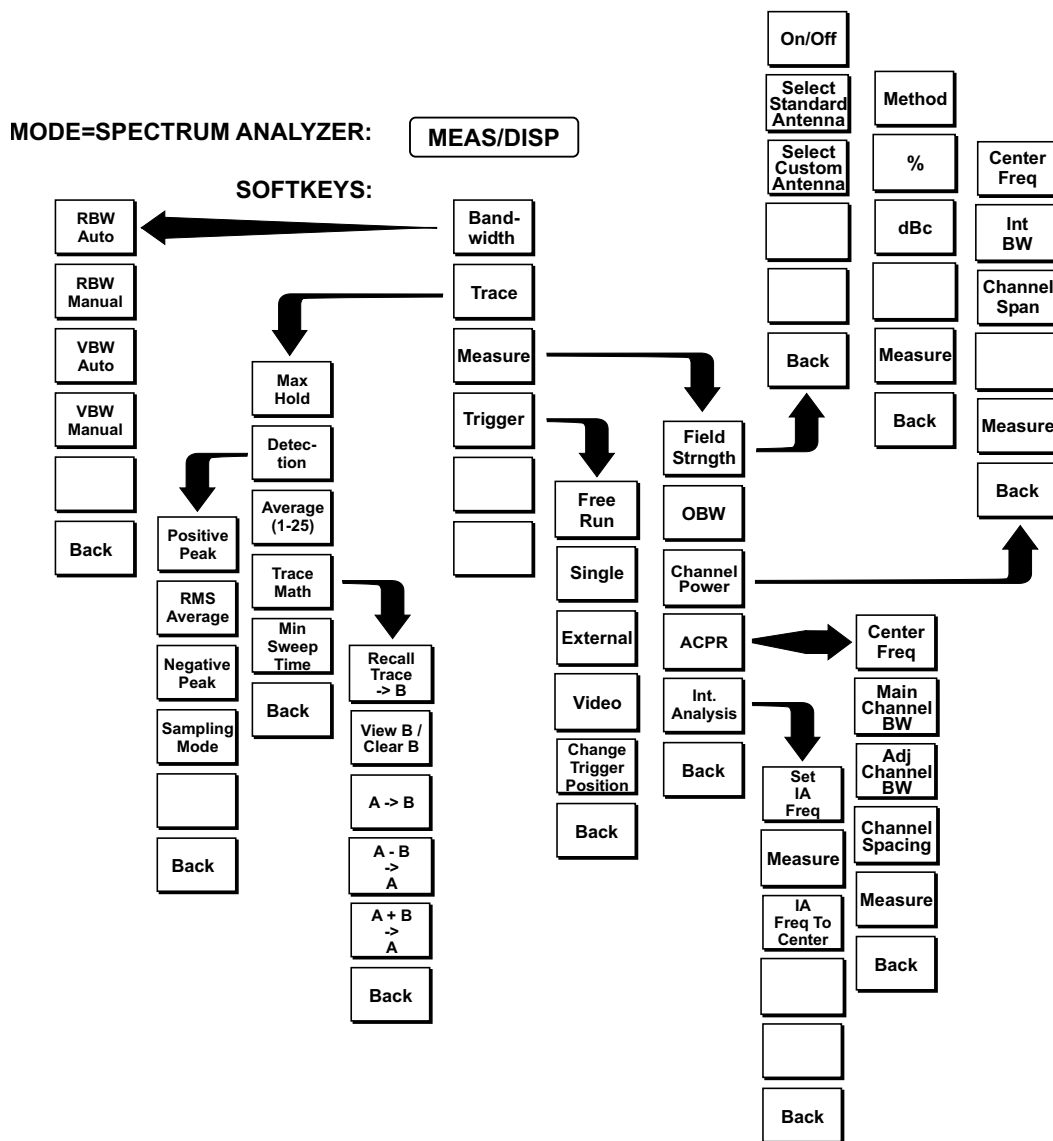 MODE=SPECTRUM ANALYZER:
MEAS/DISP
SOFTKEYS:
RBW
Auto
RBW
Manual
VBW
Auto
VBW
Manual
Back
Band-
width
Trace
Measure
Trigger
Max
Hold
Detec-
tion
Average
(1-25)
Trace
Math
Min
Sweep
Time
Back
Positive
Peak
RMS
Average
Negative
Peak
Sampling
Mode
Back
Recall
Trace
-> B
View B /
Clear B
A -> B
A - B
->
A
A + B
->
A
Back
Free
Run
Single
External
Video
Change
Trigger
Position
Back
Field
Strngth
OBW
Channel
Power
ACPR
Int.
Analysis
Back
On/Off
Select
Standard
Antenna
Select
Custom
Antenna
Back
Method
%
dBc
Measure
Back
Center
Freq
Int
BW
Channel
Span
Measure
Back
Center
Freq
Main
Channel
BW
Adj
Channel
BW
Channel
Spacing
Measure
Back
Set
IA
Freq
Measure
IA
Freq To
Center
Back